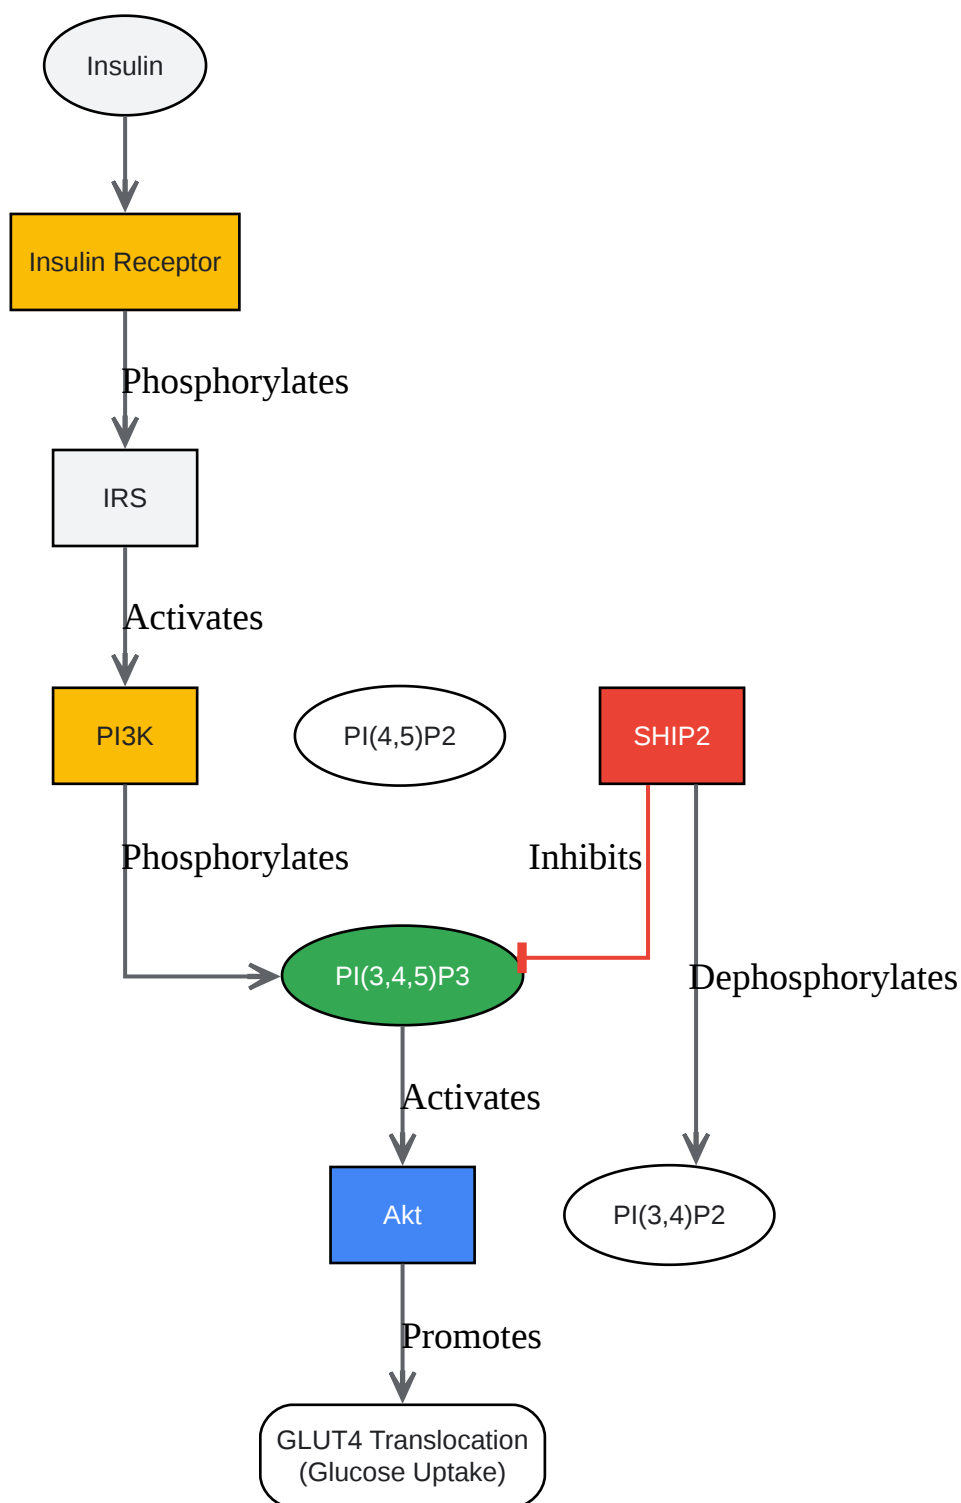 Insulin
Insulin Receptor
Phosphorylates
IRS
Activates
PI3K
PI(4,5)P2
SHIP2
Phosphorylates
Inhibits
PI(3,4,5)P3
Dephosphorylates
Activates
Akt
PI(3,4)P2
Promotes
GLUT4 Translocation
(Glucose Uptake)